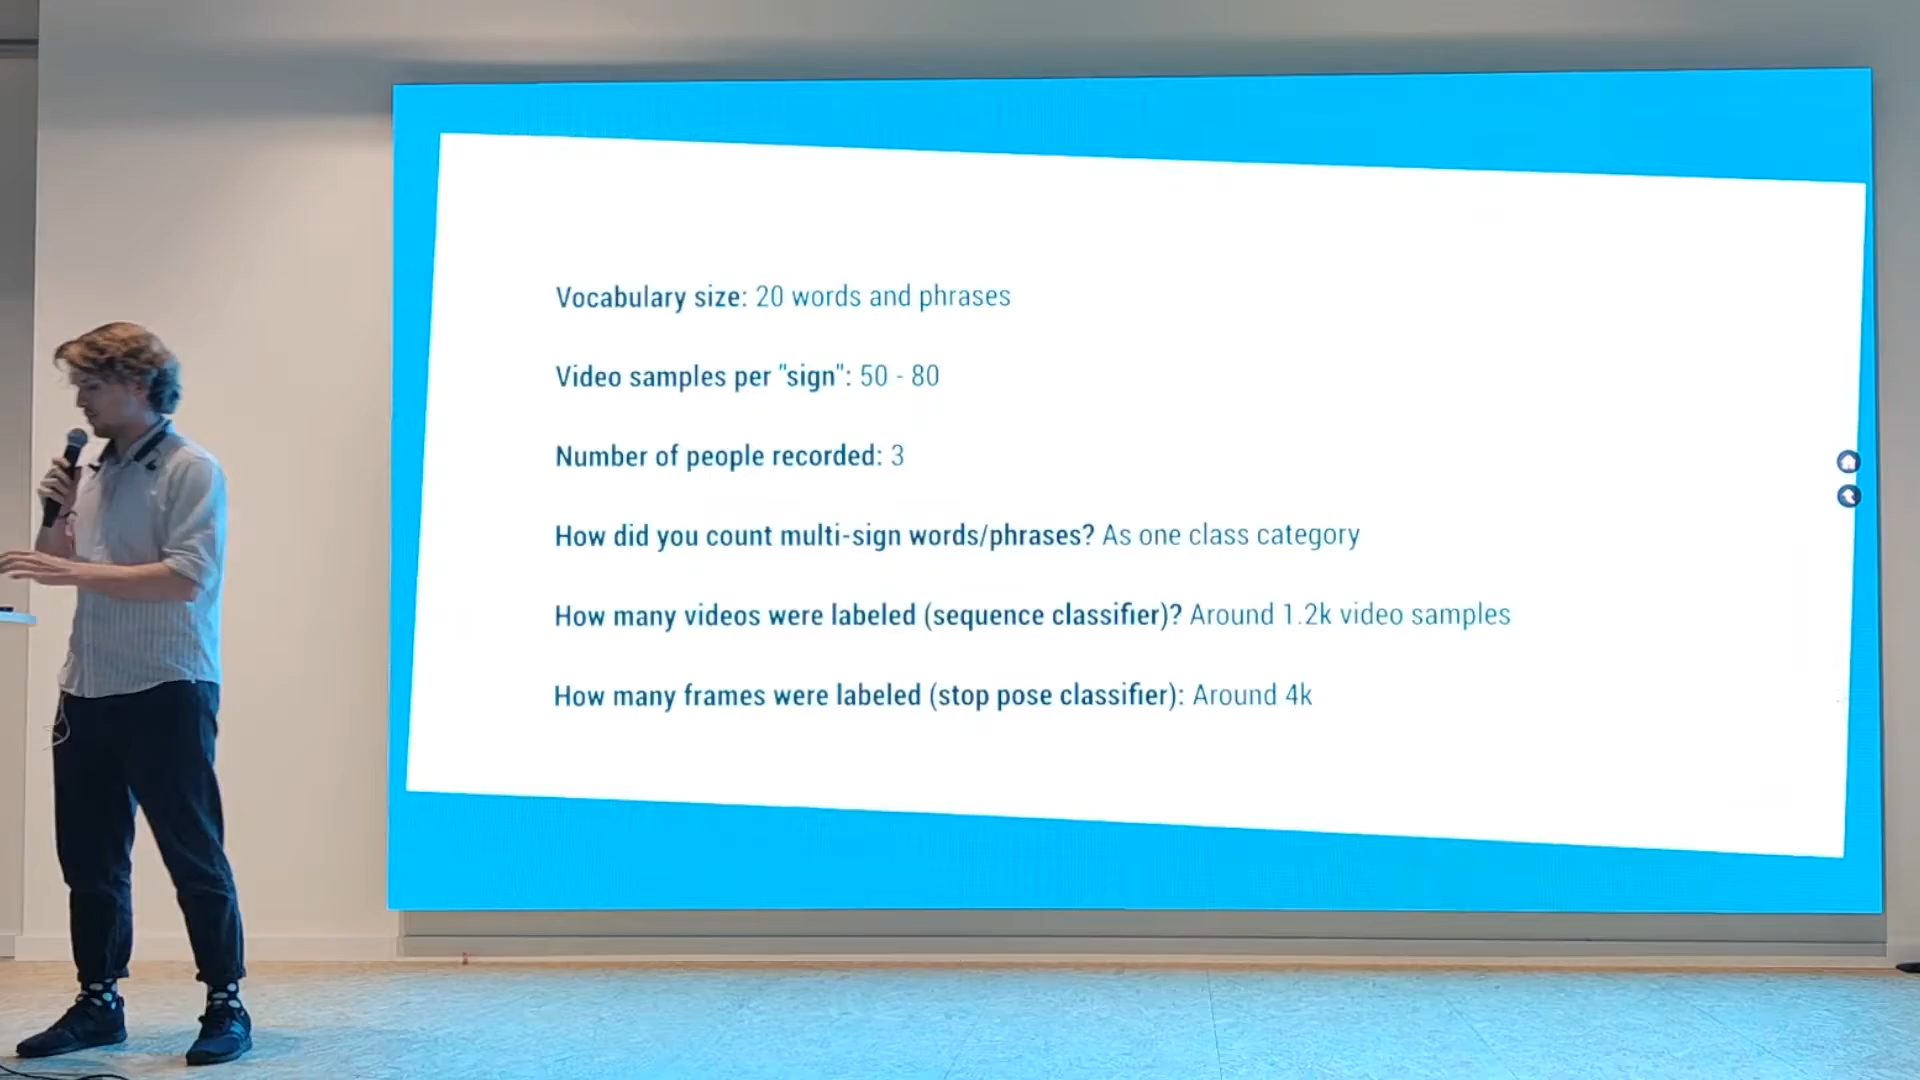 Vocabulary size: 20 words and phrases
Video samples per "sign": 50 - 80
Number of people recorded: 3
How did you count multi-sign words/phrases? As one class category
How many videos were labeled (sequence classifier)? Around 1.2k video samples
How many frames were labeled (stop pose classifier): Around 4k